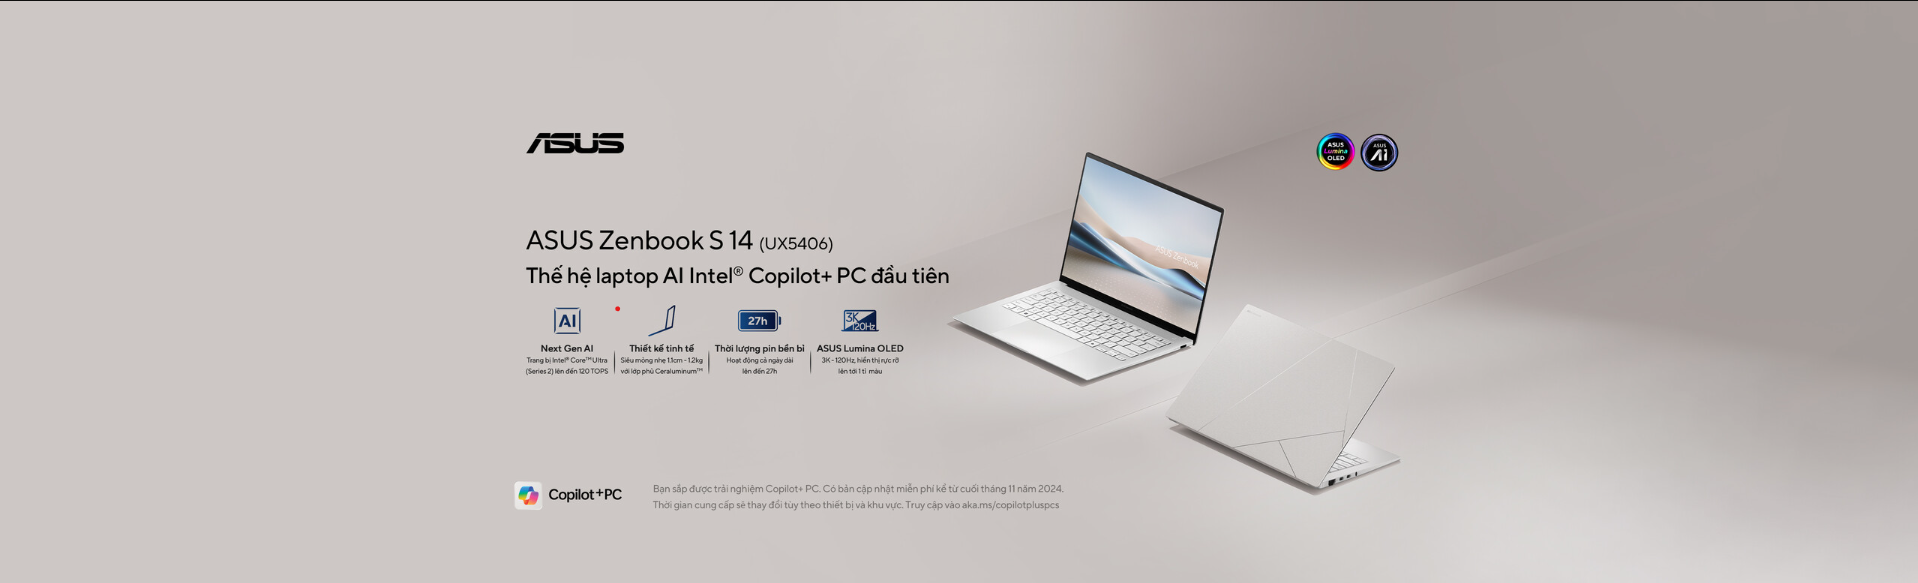 ASUS
ASUS Lumina OLED
ASUS Ai
ASUS Zenbook S 14 (UX5406)
Thế hệ laptop AI Intel® Copilot+ PC đầu tiên
AI
27h
3K 120Hz
Next Gen AI
Trang bị Intel® Core™ Ultra
(Series 2) lên đến 120 TOPS
Thiết kế tinh tế
Siêu mỏng nhẹ 1.1cm - 1.2kg
với lớp phủ Ceraluminum™
Thời lượng pin bền bỉ
Hoạt động cả ngày dài
lên đến 27h
ASUS Lumina OLED
3K - 120Hz, hiển thị rực rỡ
lên tới 1 tỉ màu
ASUS Zenbook
Copilot+PC
Bạn sắp được trải nghiệm Copilot+ PC. Có bản cập nhật miễn phí kể từ cuối tháng 11 năm 2024.
Thời gian cung cấp sẽ thay đổi tùy theo thiết bị và khu vực. Truy cập vào aka.ms/copilotpluspcs